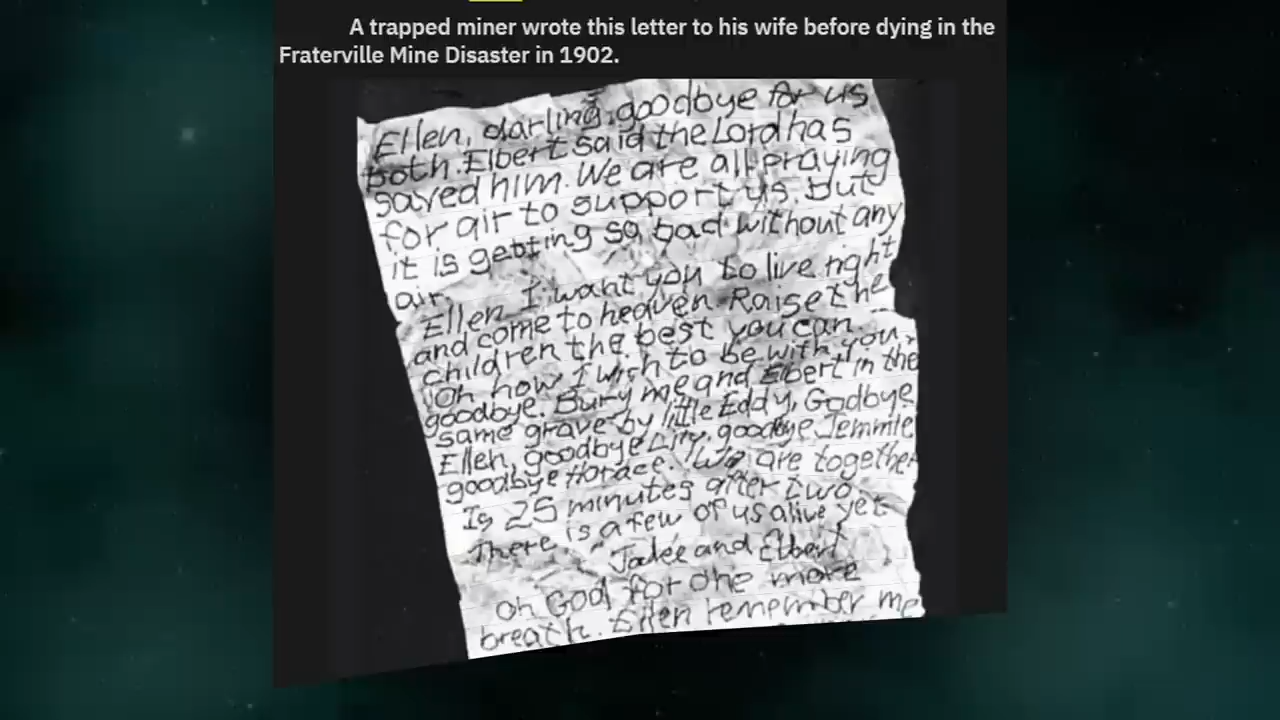 A trapped miner wrote this letter to his wife before dying in the
Fraterville Mine Disaster in 1902.
Ellen, darling, goodbye for us
both. Elbert said the Lord has
saved him. We are all praying
for air to support us, but
it is getting so bad without any
air.
Ellen I want you to live right
and come to heaven. Raise the
children the best you can.
Oh how I wish to be with you,
goodbye. Bury me and Elbert in the
same grave by little Eddy, Godbye
Ellen, goodbye Lily, goodbye Jemmie
goodbye Horace. We are together
Is 25 minutes after two.
There is a few of us alive yet
Jake and Elbert
Oh God for one more
breath. Ellen remember me